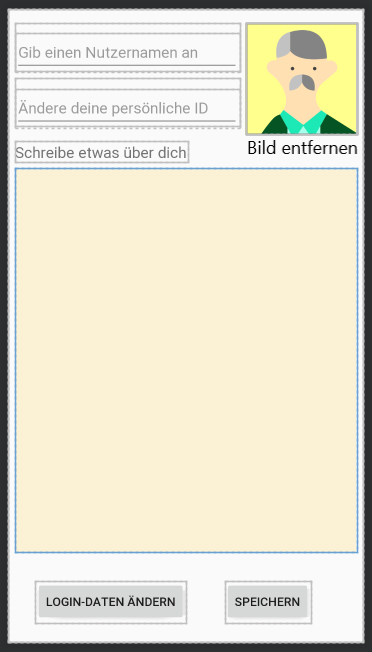 Gib einen Nutzernamen an
Ändere deine persönliche ID
Bild entfernen
Schreibe etwas über dich
LOGIN-DATEN ÄNDERN
SPEICHERN